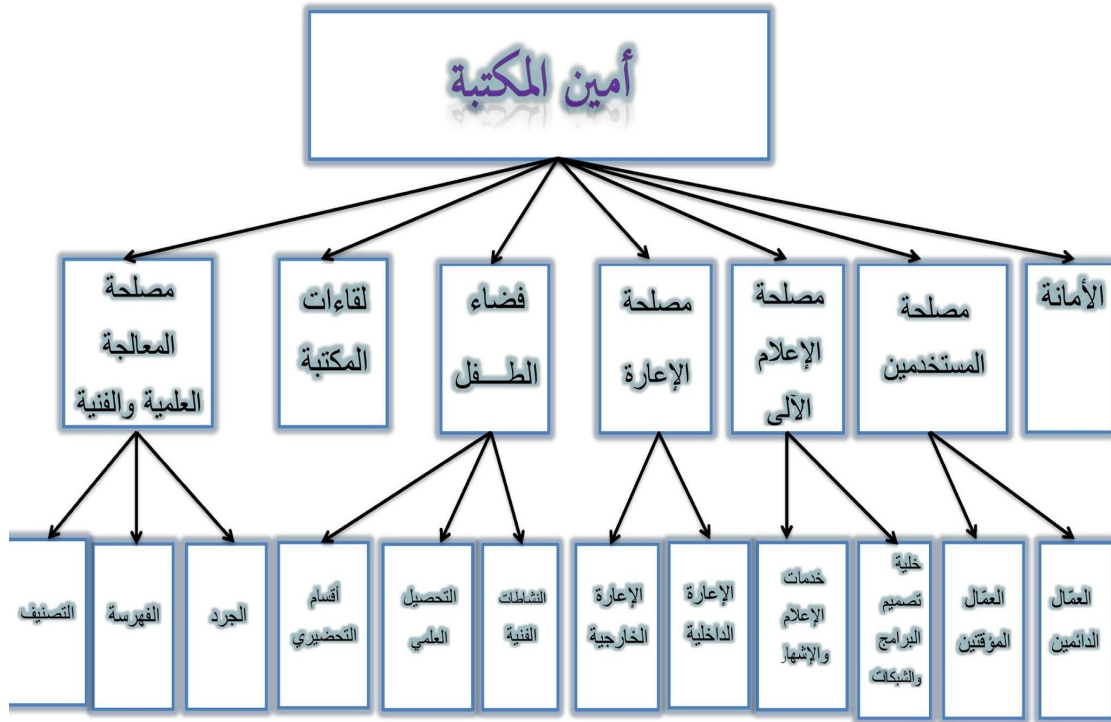 أمين المكتبة
الأمانة
مصلحة
المستخدمين
مصلحة
الإعلام
الآلى
مصلحة
الإعارة
فضاء
الطـــفل
لقاءات
المكتبة
مصلحة
المعالجة
العلمية والفنية
العمّال
الدائمين
العمّال
المؤقتين
خلية
تصميم
البرامج
والشبكات
خدمات
الإعلام
والإشهار
الإعارة
الداخلية
الإعارة
الخارجية
النشاطات
الفنية
التحصيل
العلمي
أقسام
التحضيري
الجرد
الفهرسة
التصنيف